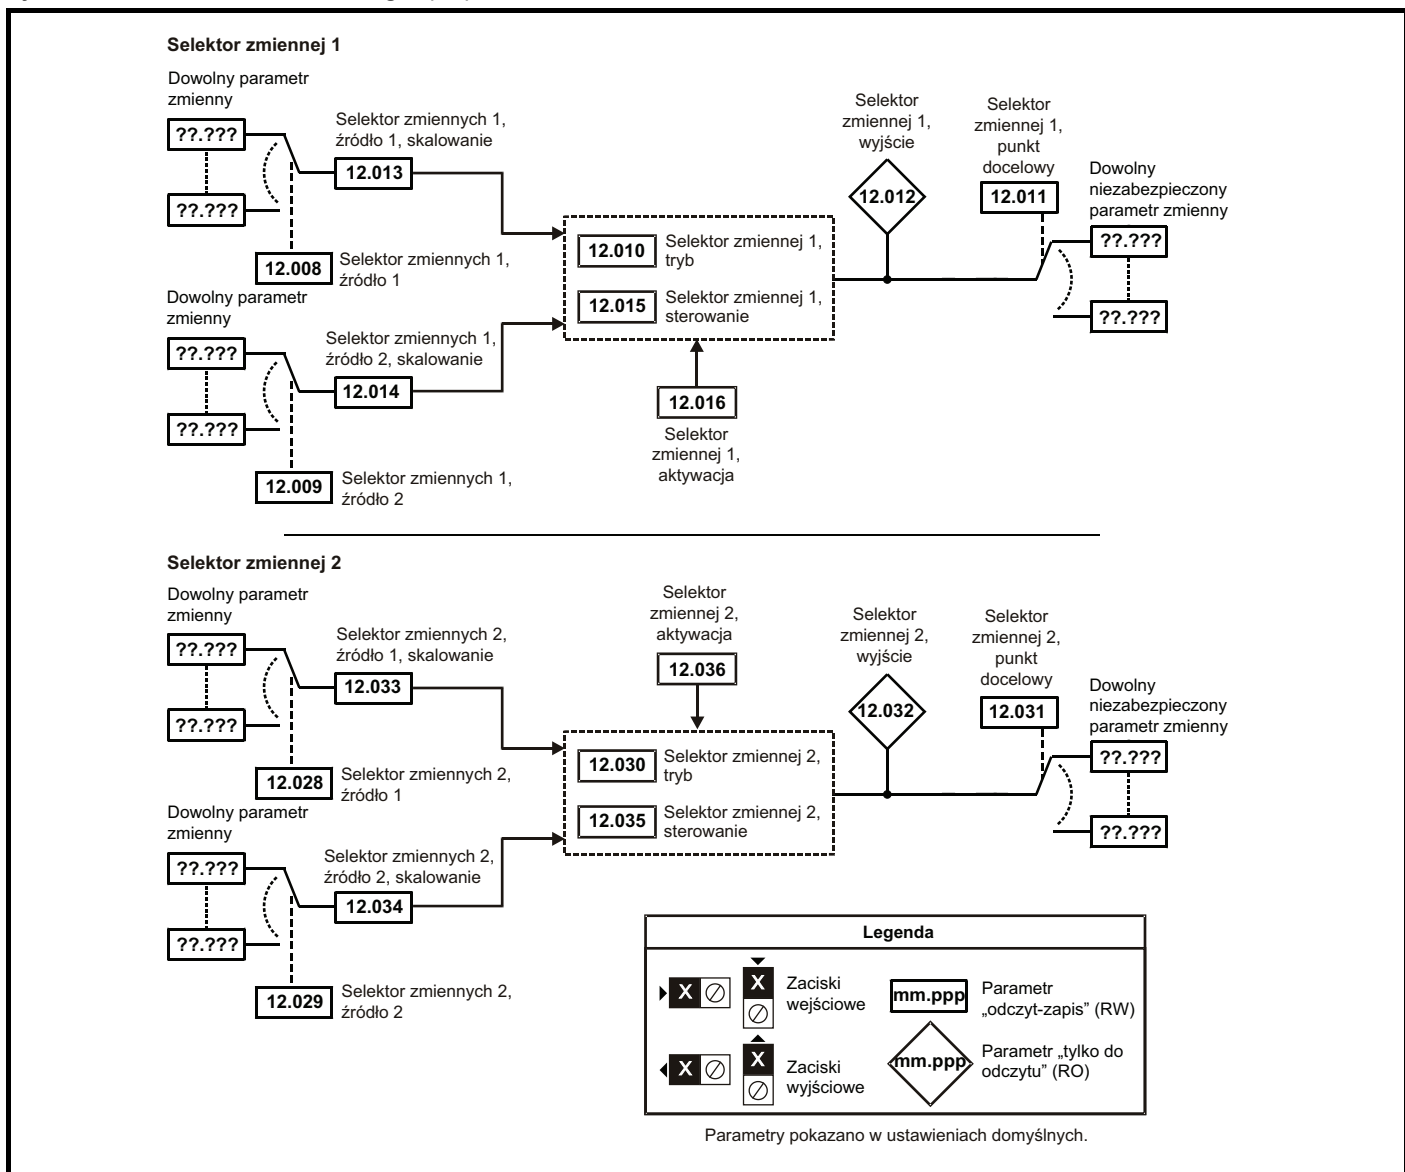 Selektor zmiennej 1
Dowolny parametr
zmienny
??.???
??.???
Selektor zmiennych 1,
źródło 1, skalowanie
12.013
12.008
Selektor zmiennych 1,
źródło 1
Dowolny parametr
zmienny
??.???
??.???
Selektor zmiennych 1,
źródło 2, skalowanie
12.014
12.009
Selektor zmiennych 1,
źródło 2
12.010
Selektor zmiennej 1,
tryb
12.015
Selektor zmiennej 1,
sterowanie
12.016
Selektor
zmiennej 1,
aktywacja
Selektor
zmiennej 1,
wyjście
12.012
Selektor
zmiennej 1,
punkt
docelowy
12.011
Dowolny
niezabezpieczony
parametr zmienny
??.???
??.???
Selektor zmiennej 2
Dowolny parametr
zmienny
??.???
??.???
Selektor zmiennych 2,
źródło 1, skalowanie
12.033
12.028
Selektor zmiennych 2,
źródło 1
Dowolny parametr
zmienny
??.???
??.???
Selektor zmiennych 2,
źródło 2, skalowanie
12.034
12.029
Selektor zmiennych 2,
źródło 2
Selektor
zmiennej 2,
aktywacja
12.036
12.030
Selektor zmiennej 2,
tryb
12.035
Selektor zmiennej 2,
sterowanie
Selektor
zmiennej 2,
wyjście
12.032
Selektor
zmiennej 2,
punkt
docelowy
12.031
Dowolny
niezabezpieczony
parametr zmienny
??.???
??.???
Legenda
X
X
Zaciski
wejściowe
mm.ppp
Parametr
„odczyt-zapis” (RW)
X
X
Zaciski
wyjściowe
mm.ppp
Parametr „tylko do
odczytu” (RO)
Parametry pokazano w ustawieniach domyślnych.